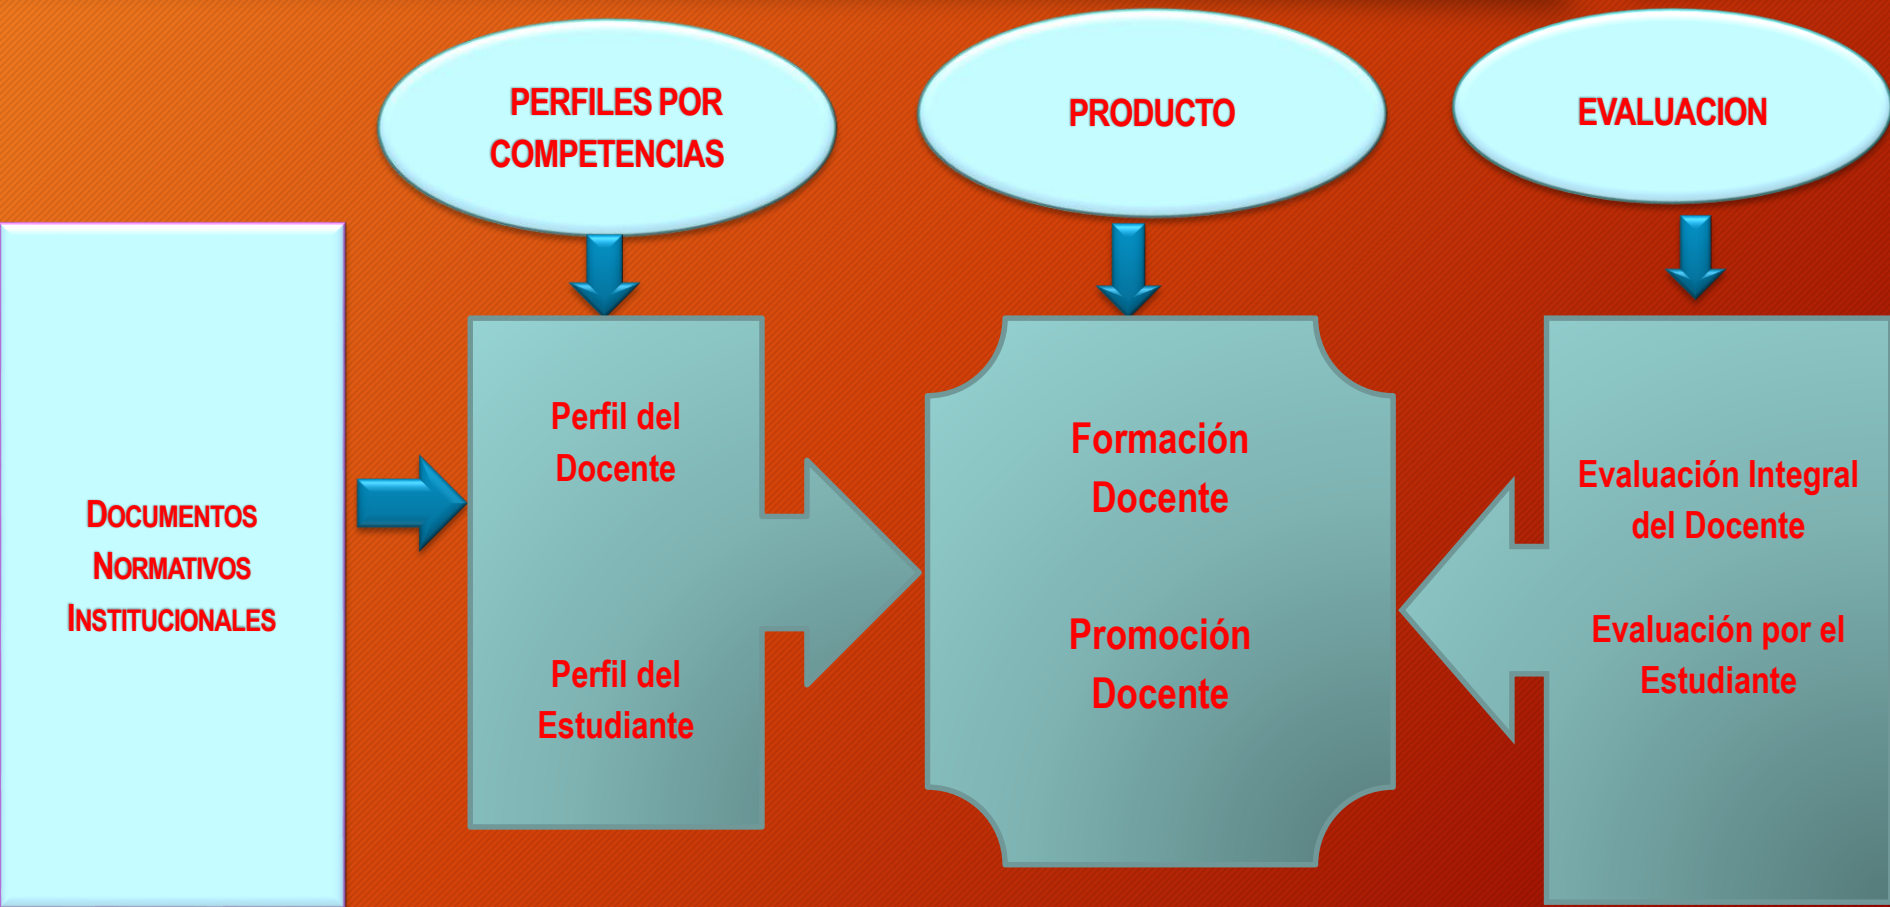 PERFILES POR
COMPETENCIAS
PRODUCTO
EVALUACION
DOCUMENTOS
NORMATIVOS
INSTITUCIONALES
Perfil del
Docente
Perfil del
Estudiante
Formación
Docente
Promoción
Docente
Evaluación Integral
del Docente
Evaluación por el
Estudiante